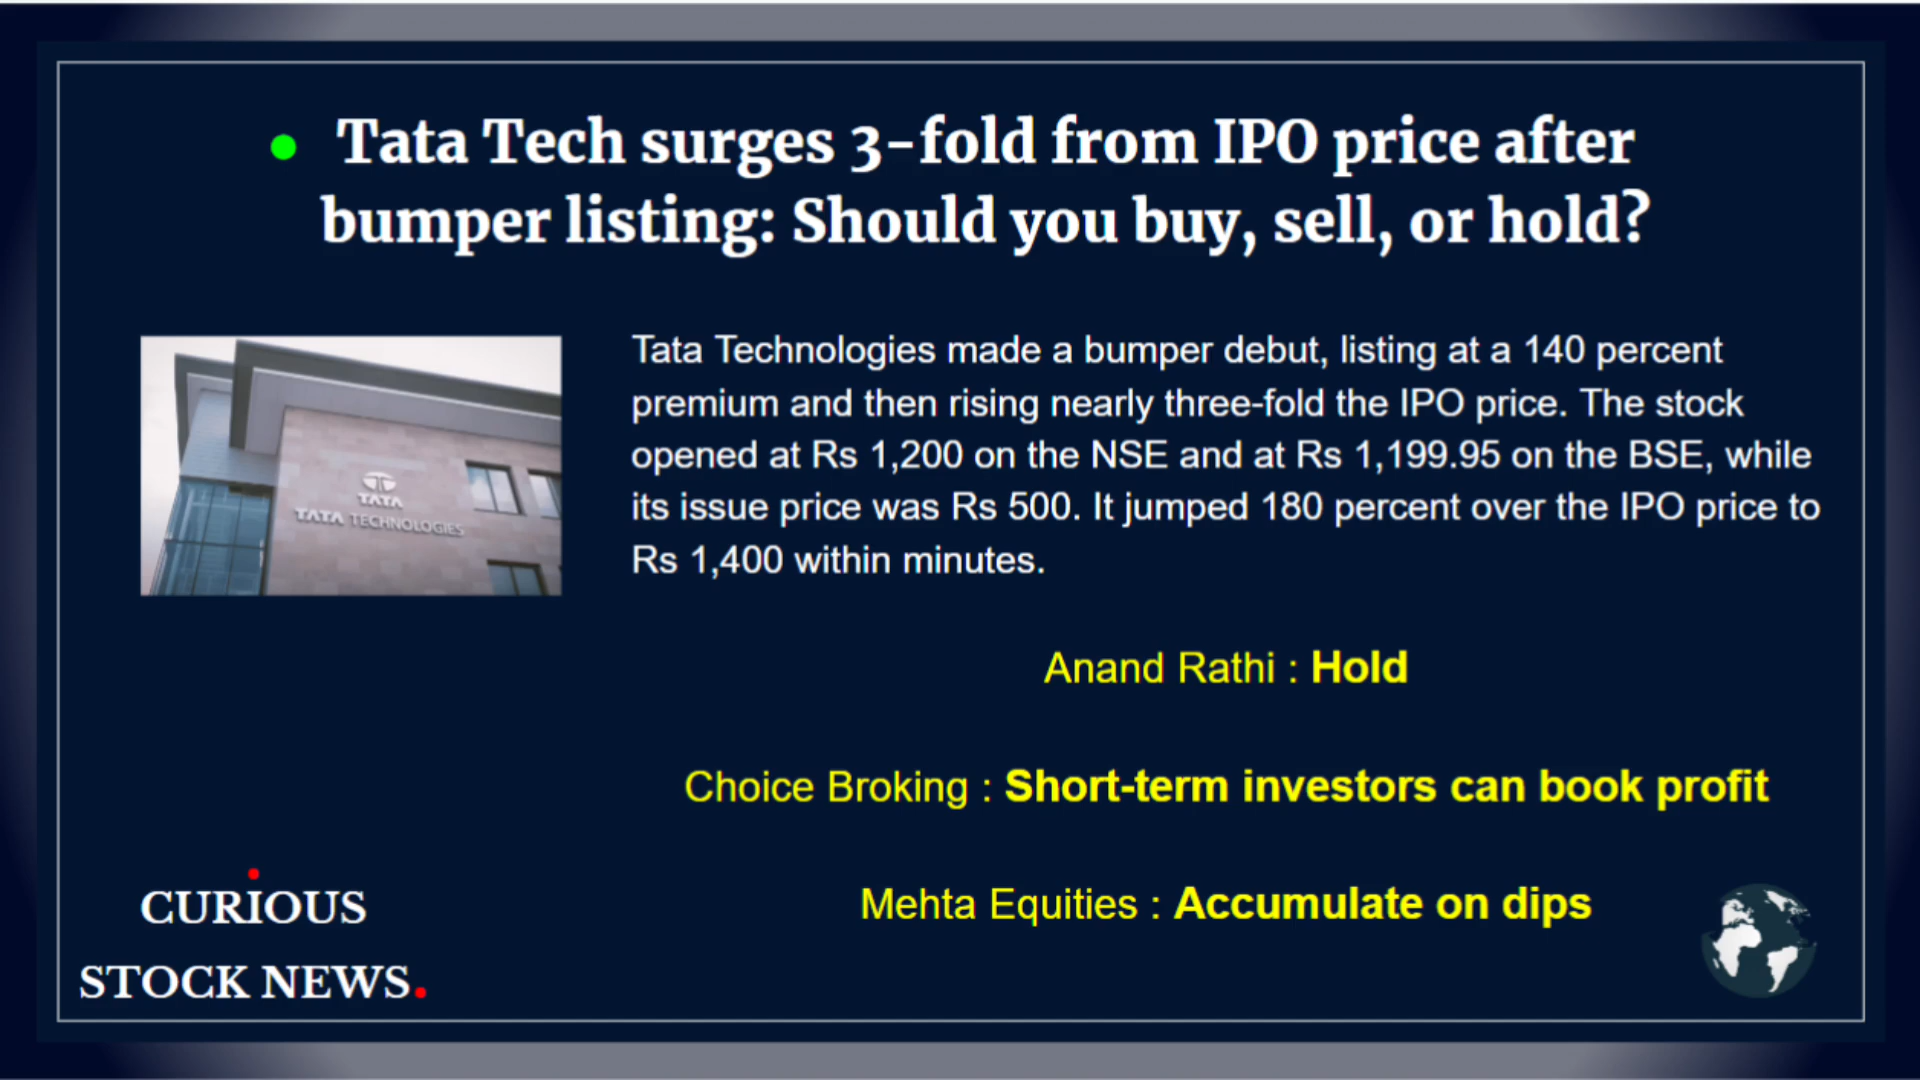 Tata Tech surges 3-fold from IPO price after
bumper listing: Should you buy, sell, or hold?
Tata Technologies made a bumper debut, listing at a 140 percent
premium and then rising nearly three-fold the IPO price. The stock
opened at Rs 1,200 on the NSE and at Rs 1,199.95 on the BSE, while
its issue price was Rs 500. It jumped 180 percent over the IPO price to
Rs 1,400 within minutes.
TATA
TATA TECHNOLOGIES
Anand Rathi : Hold
Choice Broking : Short-term investors can book profit
Mehta Equities : Accumulate on dips
CURIOUS
STOCK NEWS.